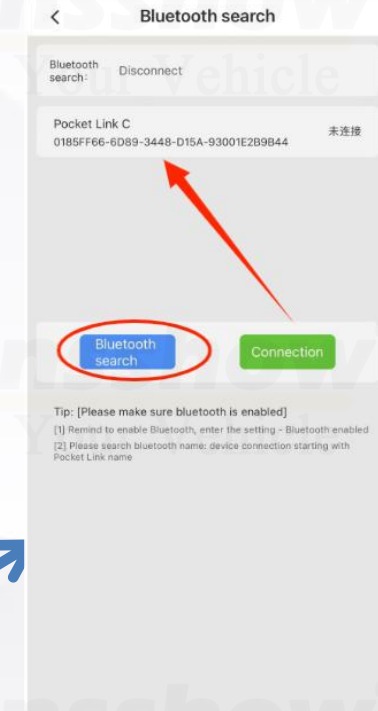 Bluetooth search
Bluetooth
search:
Disconnect
Your Vehicle
Pocket Link C
0185FF66-6D89-3448-D15A-93001E2B9B44
未连接
Bluetooth
search
Connection
Tip: [Please make sure bluetooth is enabled]
[1] Remind to enable Bluetooth, enter the setting - Bluetooth enabled
[2] Please search bluetooth name: device connection starting with
Pocket Link name